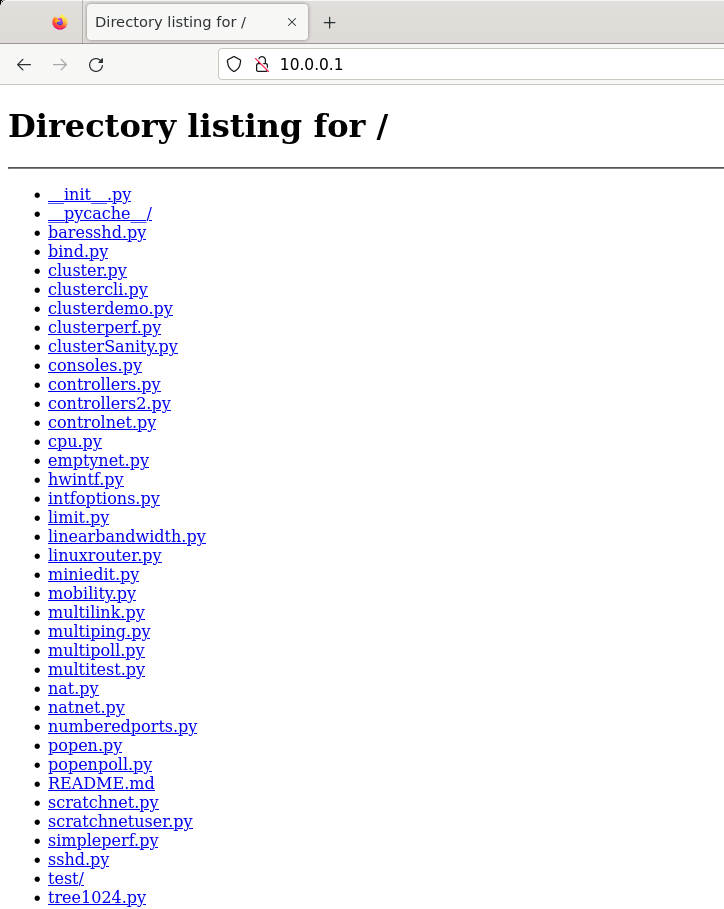 Directory listing for /
10.0.0.1
Directory listing for /
__init__.py
__pycache__/
baresshd.py
bind.py
cluster.py
clustercli.py
clusterdemo.py
clusterperf.py
clusterSanity.py
consoles.py
controllers.py
controllers2.py
controlnet.py
cpu.py
emptynet.py
hwintf.py
intfoptions.py
limit.py
linearbandwidth.py
linuxrouter.py
miniedit.py
mobility.py
multilink.py
multiping.py
multipoll.py
multitest.py
nat.py
natnet.py
numberedports.py
popen.py
popenpoll.py
README.md
scratchnet.py
scratchnetuser.py
simpleperf.py
sshd.py
test/
tree1024.py